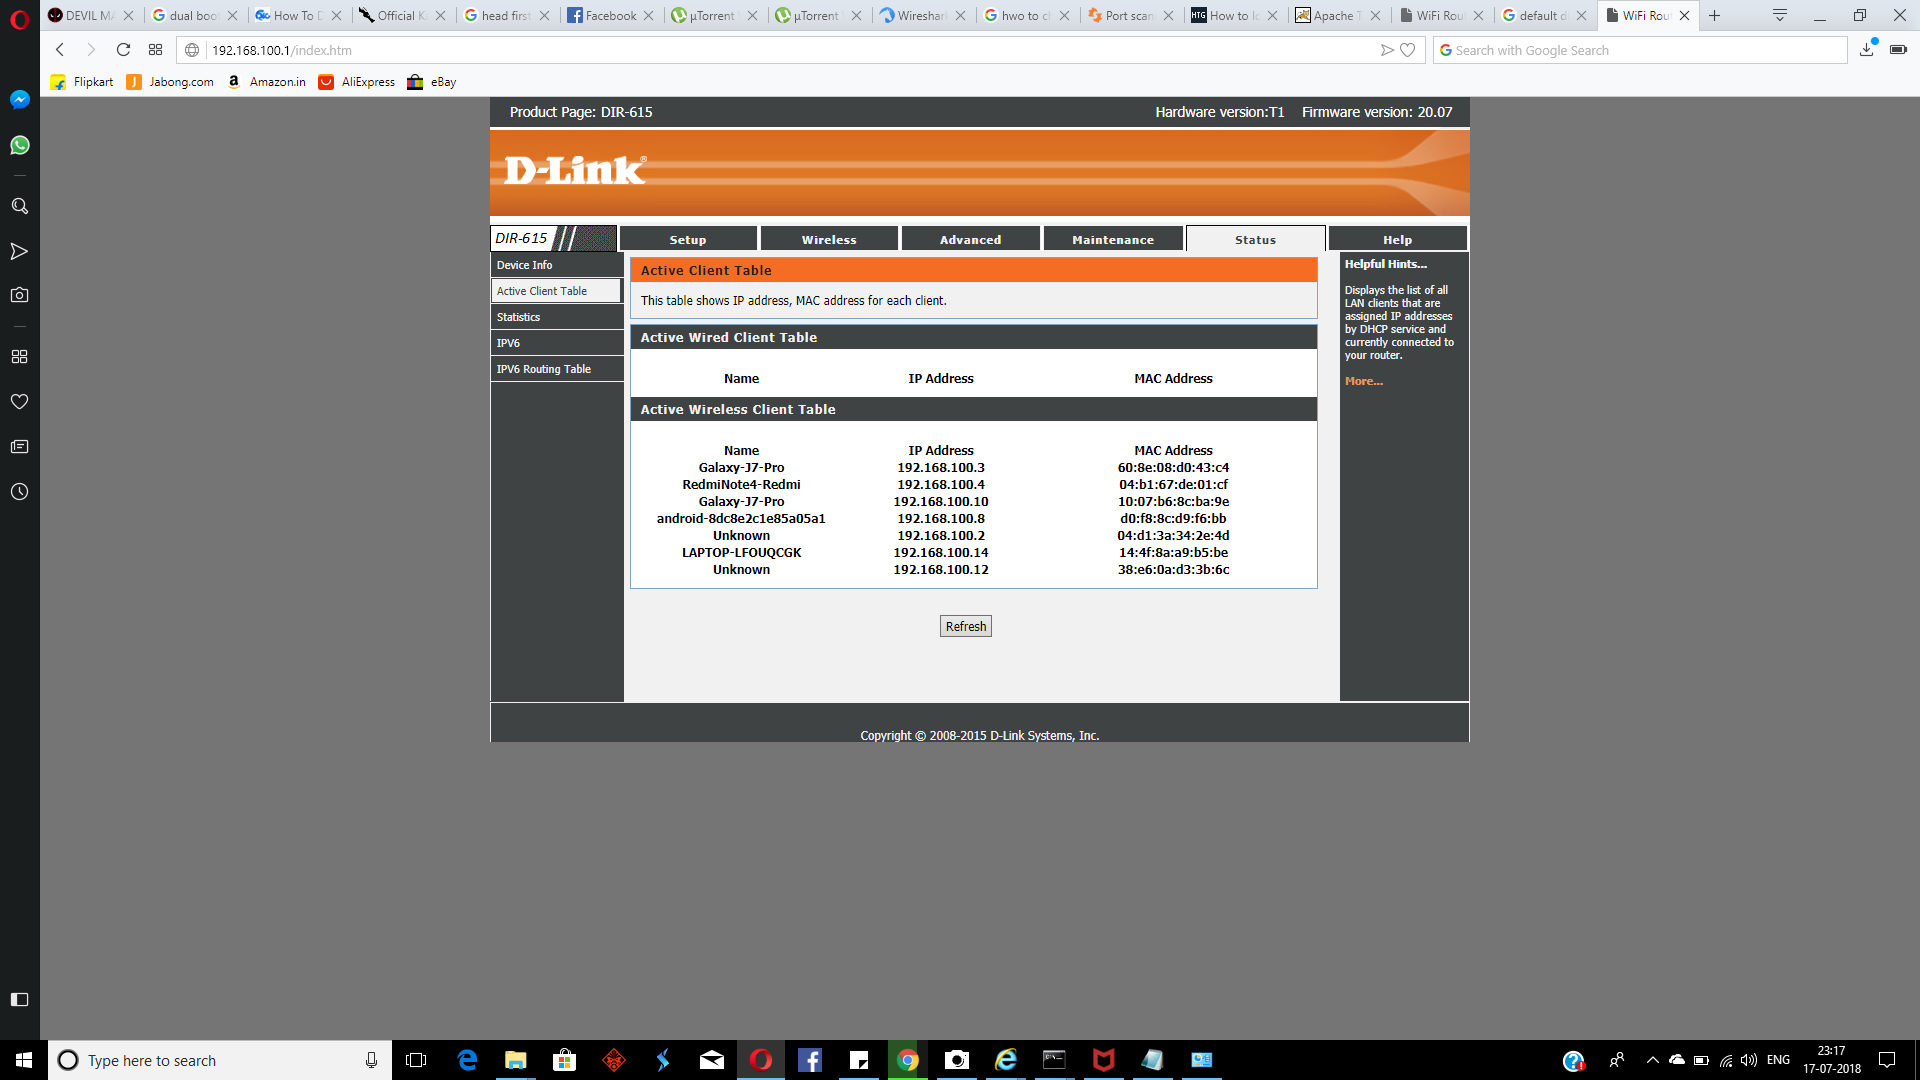 DEVIL MA
dual boo
How To D
Official K
head first
Facebook
µTorrent
µTorrent
Wireshar
hwo to c
Port scan
HTG How to lo
Apache T
WiFi Rou
default d
WiFi Rou
192.168.100.1/index.htm
Search with Google Search
Flipkart
Jabong.com
Amazon.in
AliExpress
eBay
Product Page: DIR-615
Hardware version:T1 Firmware version: 20.07
D-Link
DIR-615
Setup
Wireless
Advanced
Maintenance
Status
Help
Device Info
Active Client Table
Statistics
IPV6
IPV6 Routing Table
Active Client Table
This table shows IP address, MAC address for each client.
Active Wired Client Table
Name IP Address MAC Address
Active Wireless Client Table
Name IP Address MAC Address
Galaxy-J7-Pro 192.168.100.3 60:8e:08:d0:43:c4
RedmiNote4-Redmi 192.168.100.4 04:b1:67:de:01:cf
Galaxy-J7-Pro 192.168.100.10 10:07:b6:8c:ba:9e
android-8dc8e2c1e85a05a1 192.168.100.8 d0:f8:8c:d9:f6:bb
Unknown 192.168.100.2 04:d1:3a:34:2e:4d
LAPTOP-LFOUQCGK 192.168.100.14 14:4f:8a:a9:b5:be
Unknown 192.168.100.12 38:e6:0a:d3:3b:6c
Refresh
Helpful Hints...
Displays the list of all
LAN clients that are
assigned IP addresses
by DHCP service and
currently connected to
your router.
More...
Copyright © 2008-2015 D-Link Systems, Inc.
Type here to search
ENG
23:17
17-07-2018